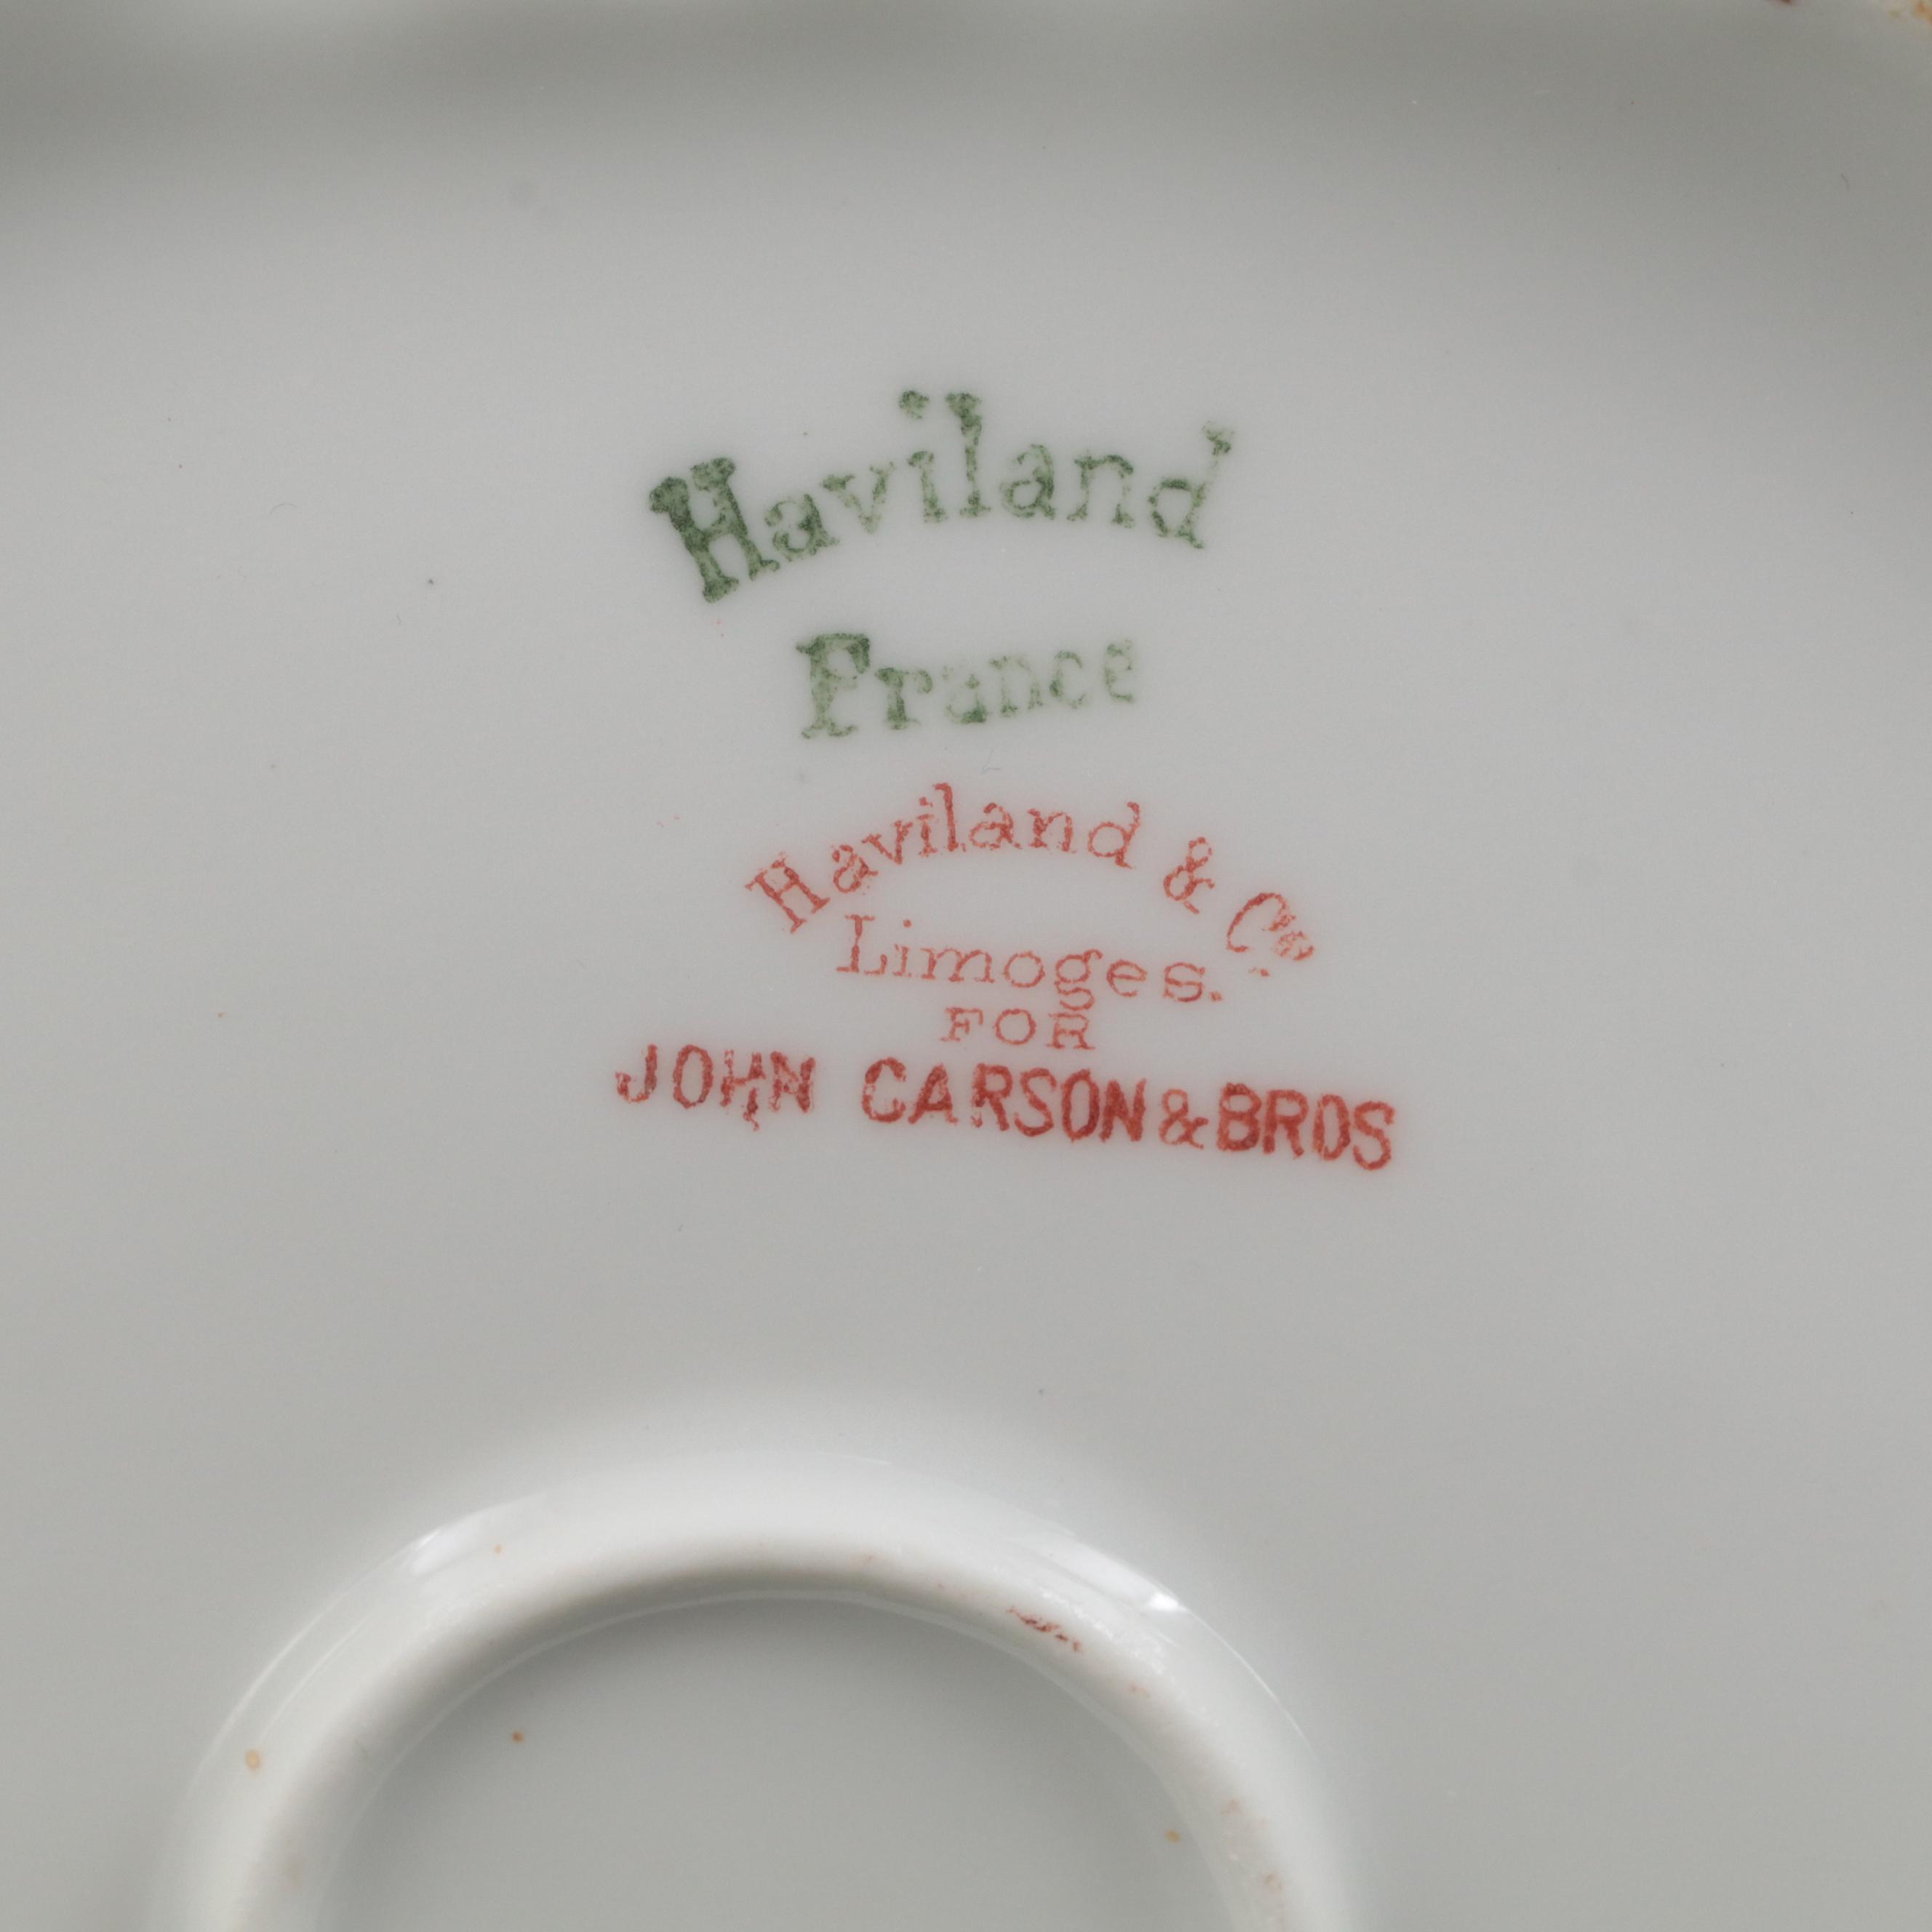 Haviland
France
Haviland & Co.
Limoges.
FOR
JOHN CARSON & BROS